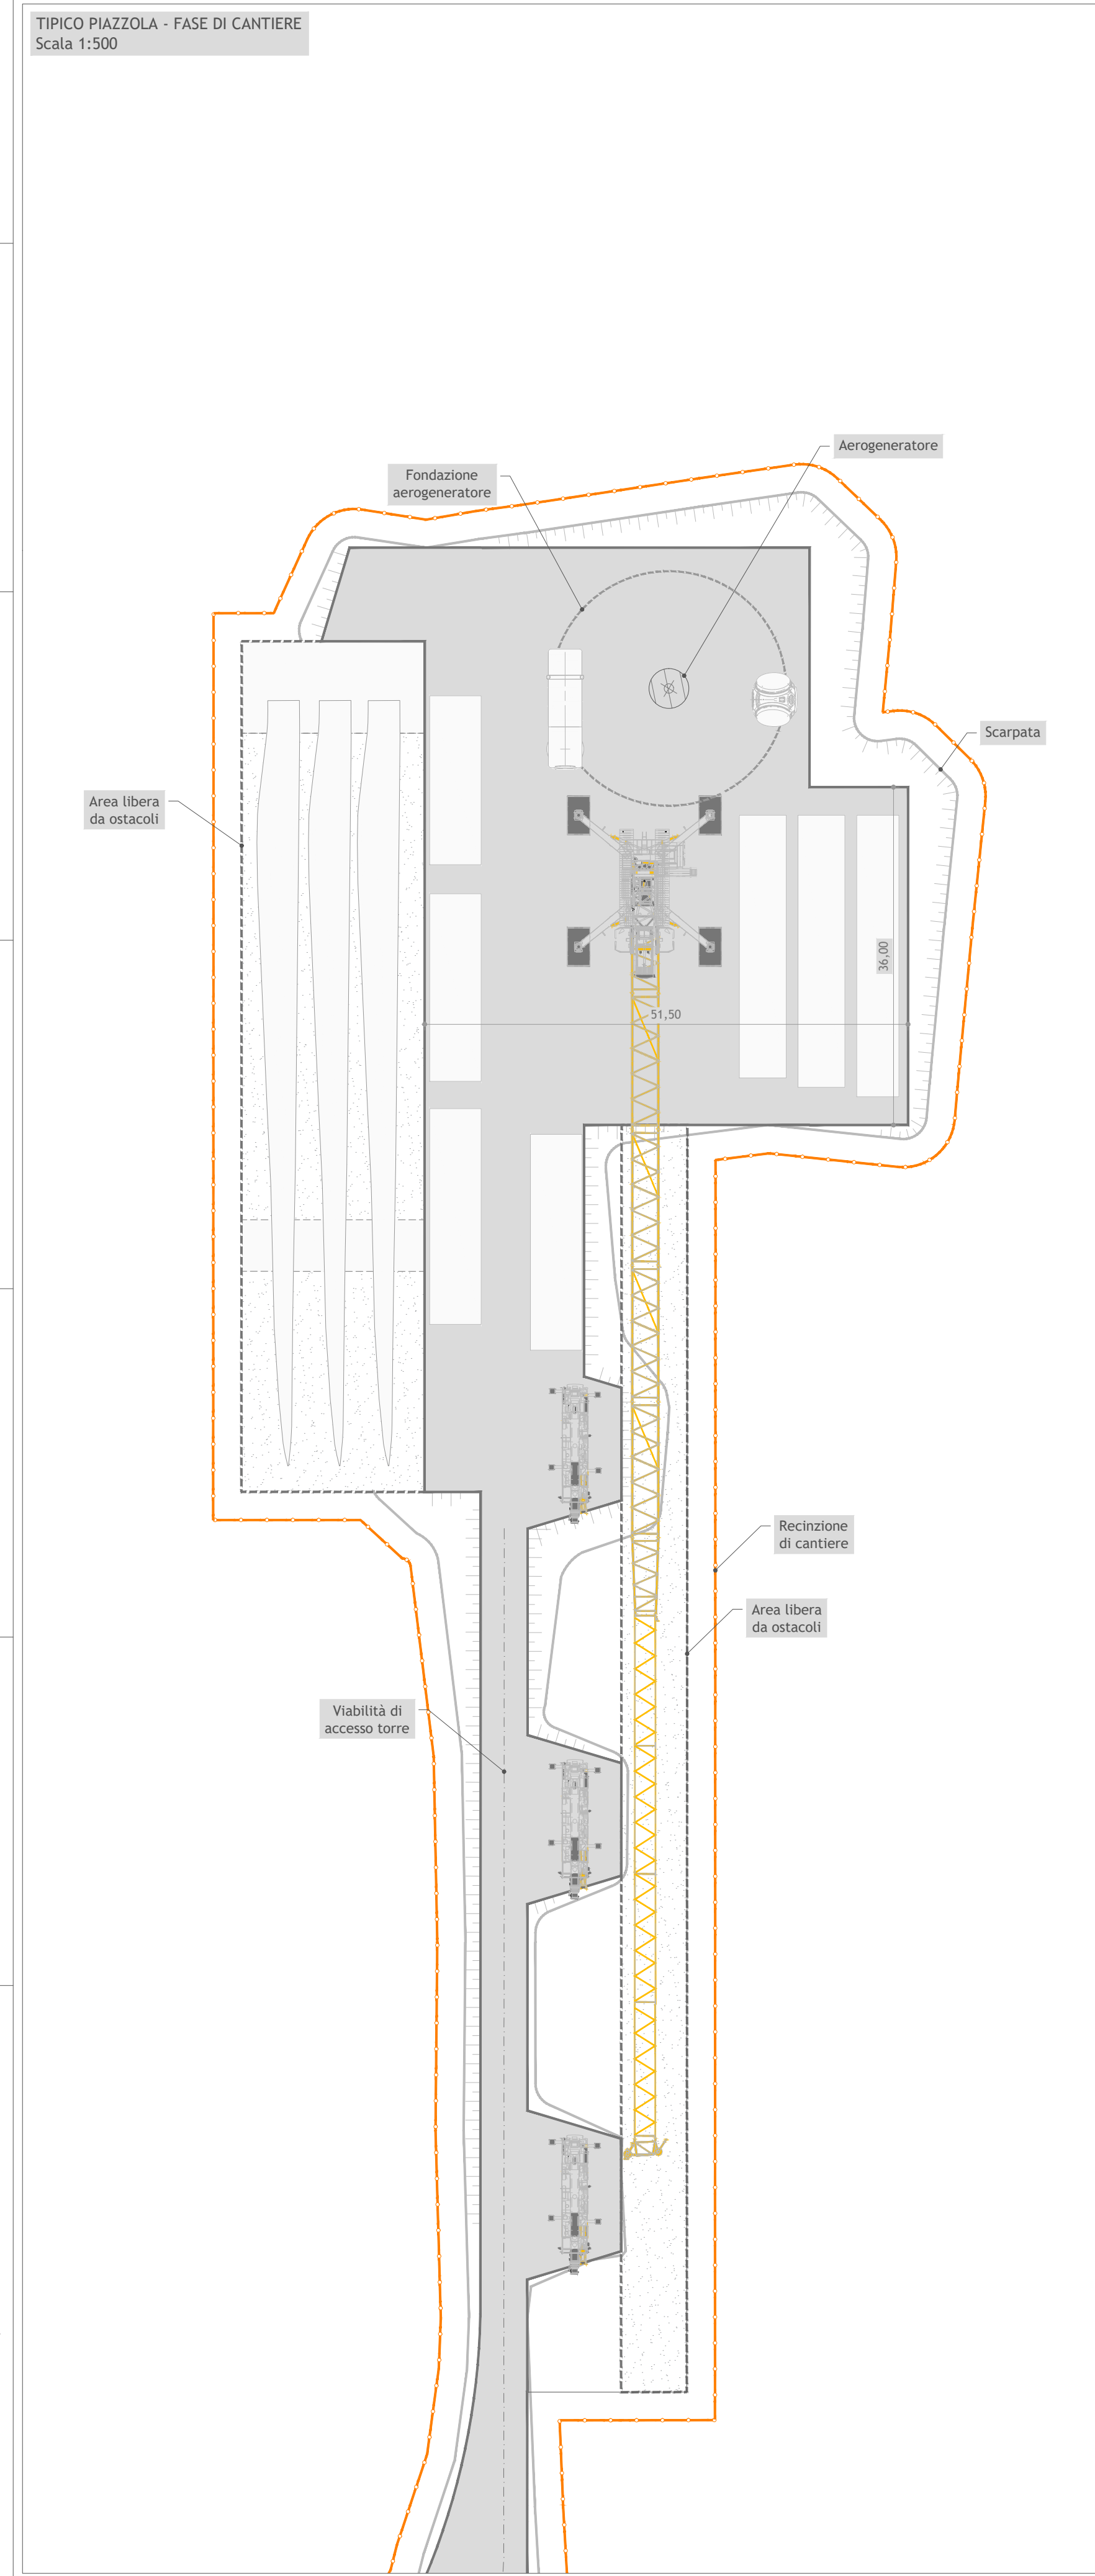 TIPICO PIAZZOLA - FASE DI CANTIERE
Scala 1:500
Aerogeneratore
Fondazione
aerogeneratore
Scarpata
Area libera
da ostacoli
36,00
51,50
Recinzione
di cantiere
Area libera
da ostacoli
Viabilità di
accesso torre